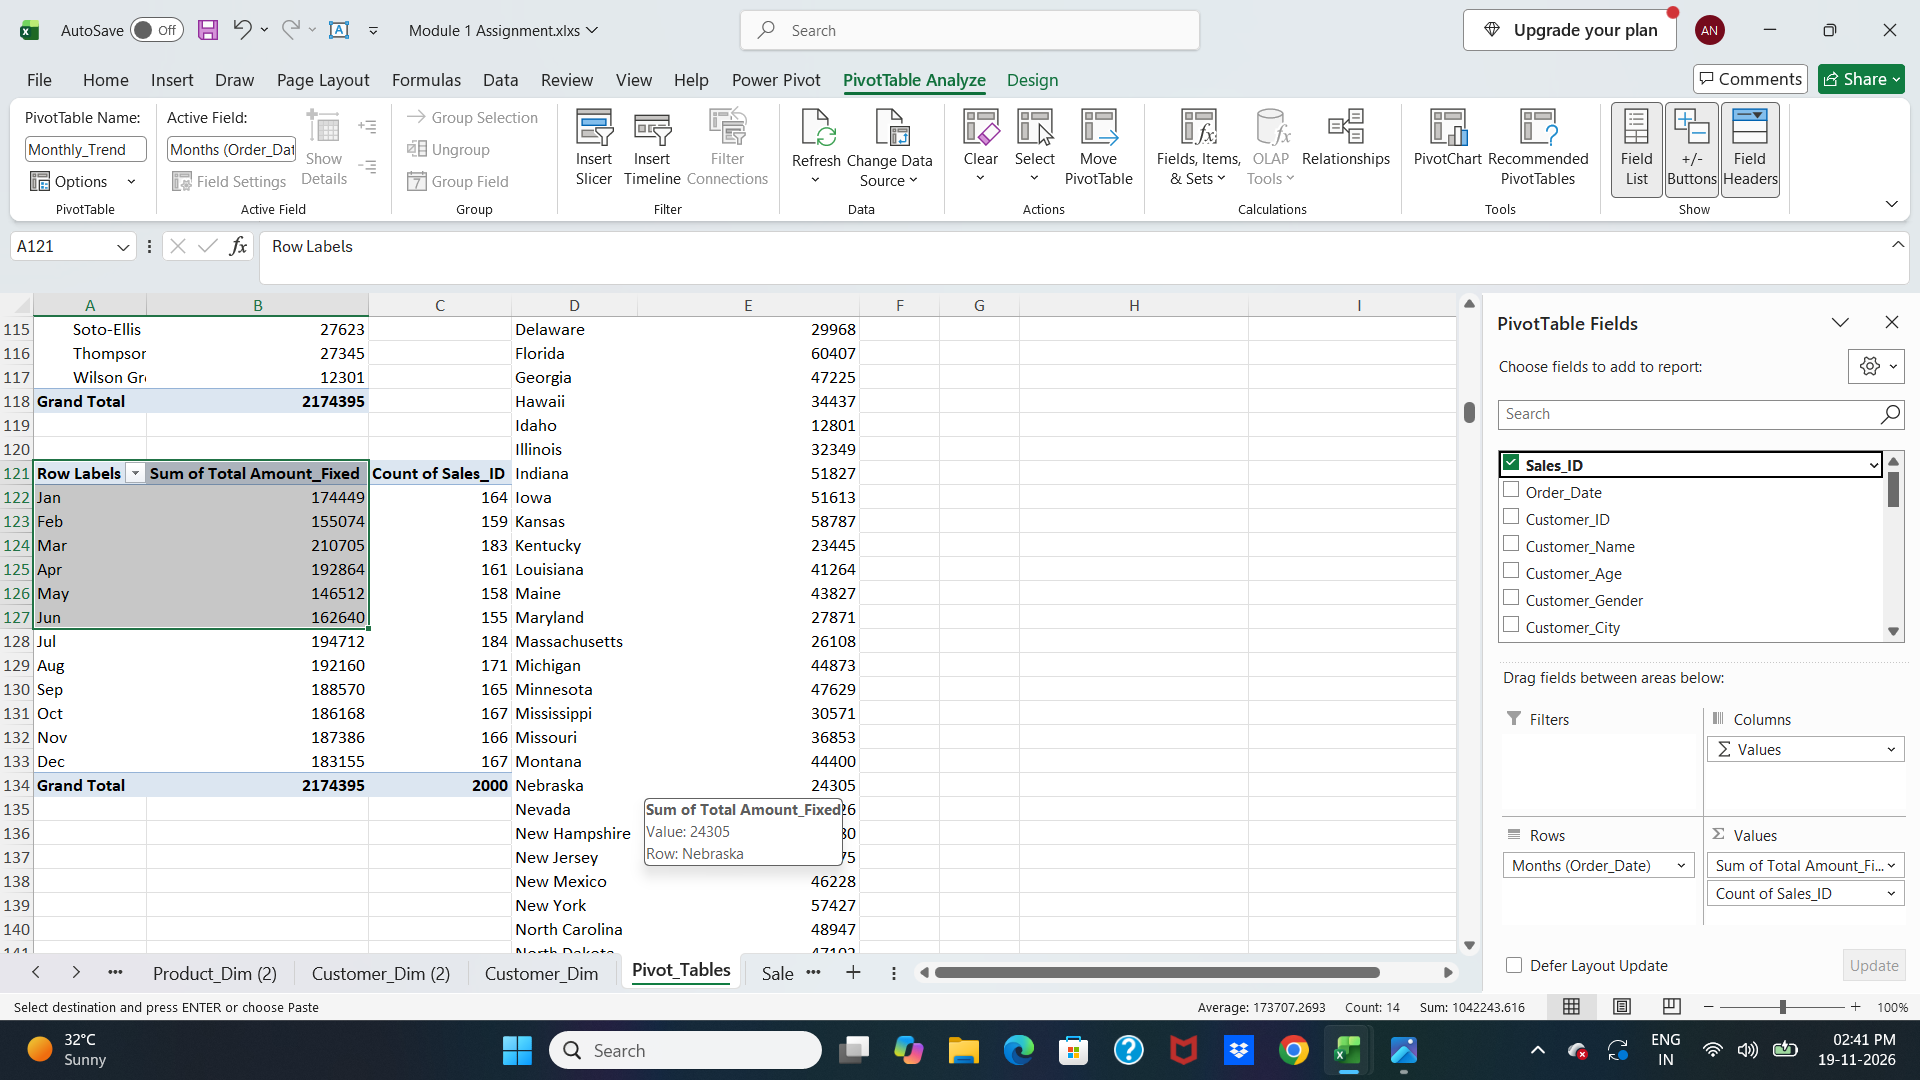 AutoSave Off Module 1 Assignment.xlxs Search Upgrade your plan AN
File Home Insert Draw Page Layout Formulas Data Review View Help Power Pivot PivotTable Analyze Design Comments Share
PivotTable Name:
Monthly_Trend
Options
PivotTable
Active Field:
Months (Order_Dat
Field Settings
Show Details
Active Field
Group Selection
Ungroup
Group Field
Group
Insert Slicer
Insert Timeline
Filter Connections
Filter
Refresh
Change Data Source
Data
Clear
Select
Move PivotTable
Actions
Fields, Items, & Sets
OLAP Tools
Relationships
Calculations
PivotChart
Recommended PivotTables
Tools
Field List
+/- Buttons
Field Headers
Show
A121 fx Row Labels
A B C D E F G H I
115 Soto-Ellis 27623 Delaware 29968
116 Thompsor 27345 Florida 60407
117 Wilson Gr 12301 Georgia 47225
118 Grand Total 2174395 Hawaii 34437
119 Idaho 12801
120 Illinois 32349
121 Row Labels Sum of Total Amount_Fixed Count of Sales_ID Indiana 51827
122 Jan 174449 164 Iowa 51613
123 Feb 155074 159 Kansas 58787
124 Mar 210705 183 Kentucky 23445
125 Apr 192864 161 Louisiana 41264
126 May 146512 158 Maine 43827
127 Jun 162640 155 Maryland 27871
128 Jul 194712 184 Massachusetts 26108
129 Aug 192160 171 Michigan 44873
130 Sep 188570 165 Minnesota 47629
131 Oct 186168 167 Mississippi 30571
132 Nov 187386 166 Missouri 36853
133 Dec 183155 167 Montana 44400
134 Grand Total 2174395 2000 Nebraska 24305
135 Nevada
136 New Hampshire
137 New Jersey
138 New Mexico 46228
139 New York 57427
140 North Carolina 48947
Sum of Total Amount_Fixed
Value: 24305
Row: Nebraska
PivotTable Fields
Choose fields to add to report:
Search
Sales_ID
Order_Date
Customer_ID
Customer_Name
Customer_Age
Customer_Gender
Customer_City
Drag fields between areas below:
Filters
Columns
Σ Values
Rows
Months (Order_Date)
Σ Values
Sum of Total Amount_Fi...
Count of Sales_ID
Defer Layout Update Update
Product_Dim (2) Customer_Dim (2) Customer_Dim Pivot_Tables Sale
Select destination and press ENTER or choose Paste Average: 173707.2693 Count: 14 Sum: 1042243.616 100%
32°C
Sunny
Search
ENG
IN
02:41 PM
19-11-2026